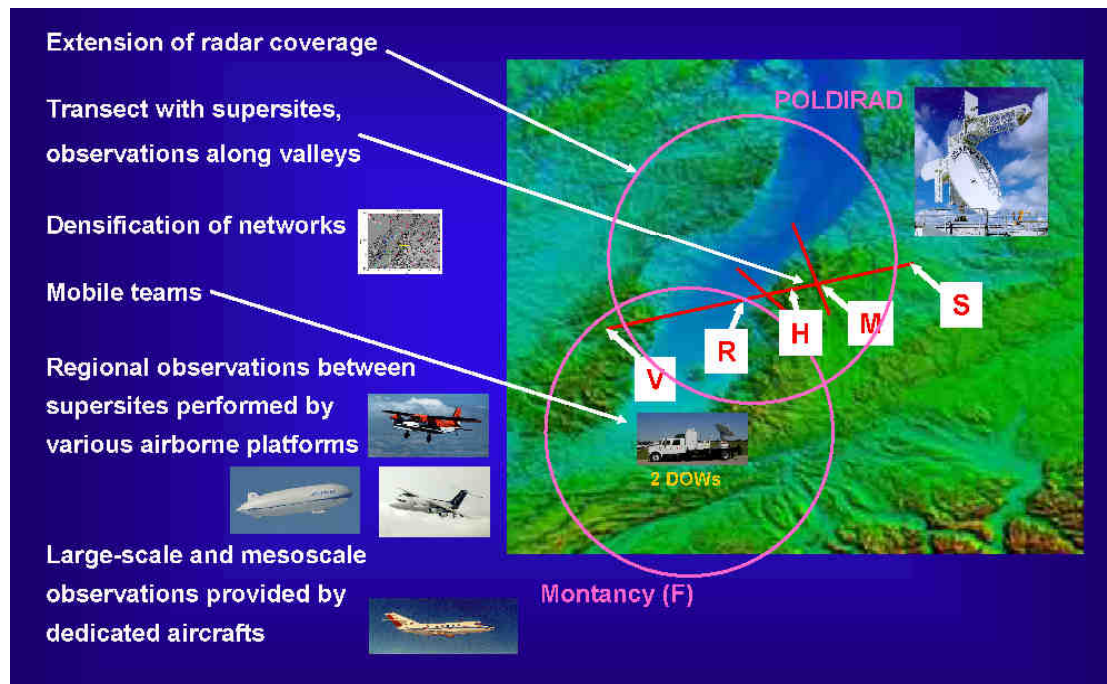 Extension of radar coverage
Transect with supersites,
observations along valleys
Densification of networks
Mobile teams
Regional observations between
supersites performed by
various airborne platforms
Large-scale and mesoscale
observations provided by
dedicated aircrafts
POLDIRAD
S
M
H
R
V
2 DOWs
Montancy (F)